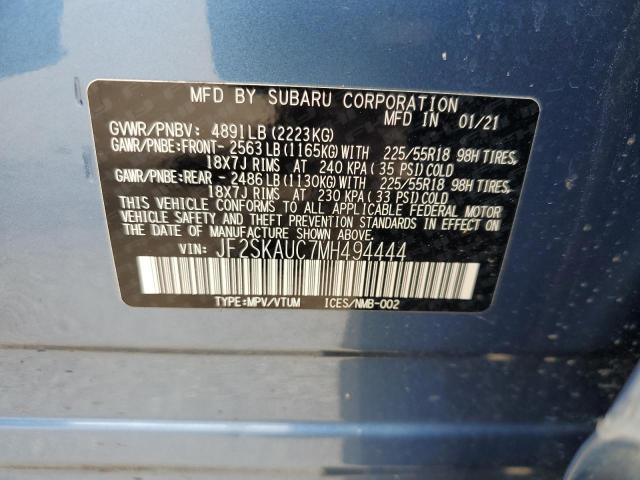 MFD BY SUBARU CORPORATION
MFD IN 01/21
GVWR/PNBV: 4891LB (2223KG)
GAWR/PNBE:FRONT- 2563LB (1165KG) WITH 225/55R18 98H TIRES,
18X7J RIMS AT 240 KPA (35 PSI) COLD
GAWR/PNBE:REAR - 2486LB (1130KG) WITH 225/55R18 98H TIRES,
18X7J RIMS AT 230 KPA (33 PSI) COLD
THIS VEHICLE CONFORMS TO ALL APPLICABLE FEDERAL MOTOR
VEHICLE SAFETY AND THEFT PREVENTION STANDARDS IN EFFECT ON
THE DATE OF MANUFACTURE SHOWN ABOVE.
VIN: JF2SKAUC7MH494444
TYPE:MPV/VTUM ICES/NMB-002